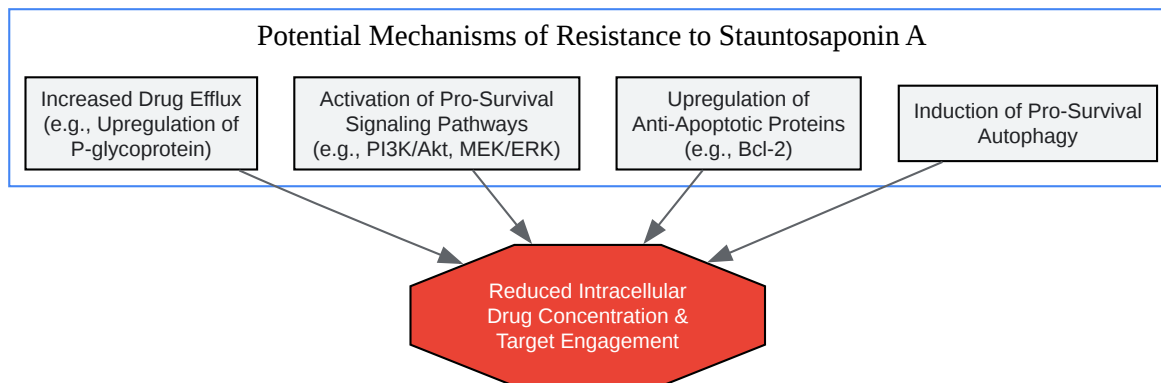 Potential Mechanisms of Resistance to Stauntosaponin A
Increased Drug Efflux
(e.g., Upregulation of
P-glycoprotein)
Activation of Pro-Survival
Signaling Pathways
(e.g., PI3K/Akt, MEK/ERK)
Upregulation of
Anti-Apoptotic Proteins
(e.g., Bcl-2)
Induction of Pro-Survival
Autophagy
Reduced Intracellular
Drug Concentration &
Target Engagement